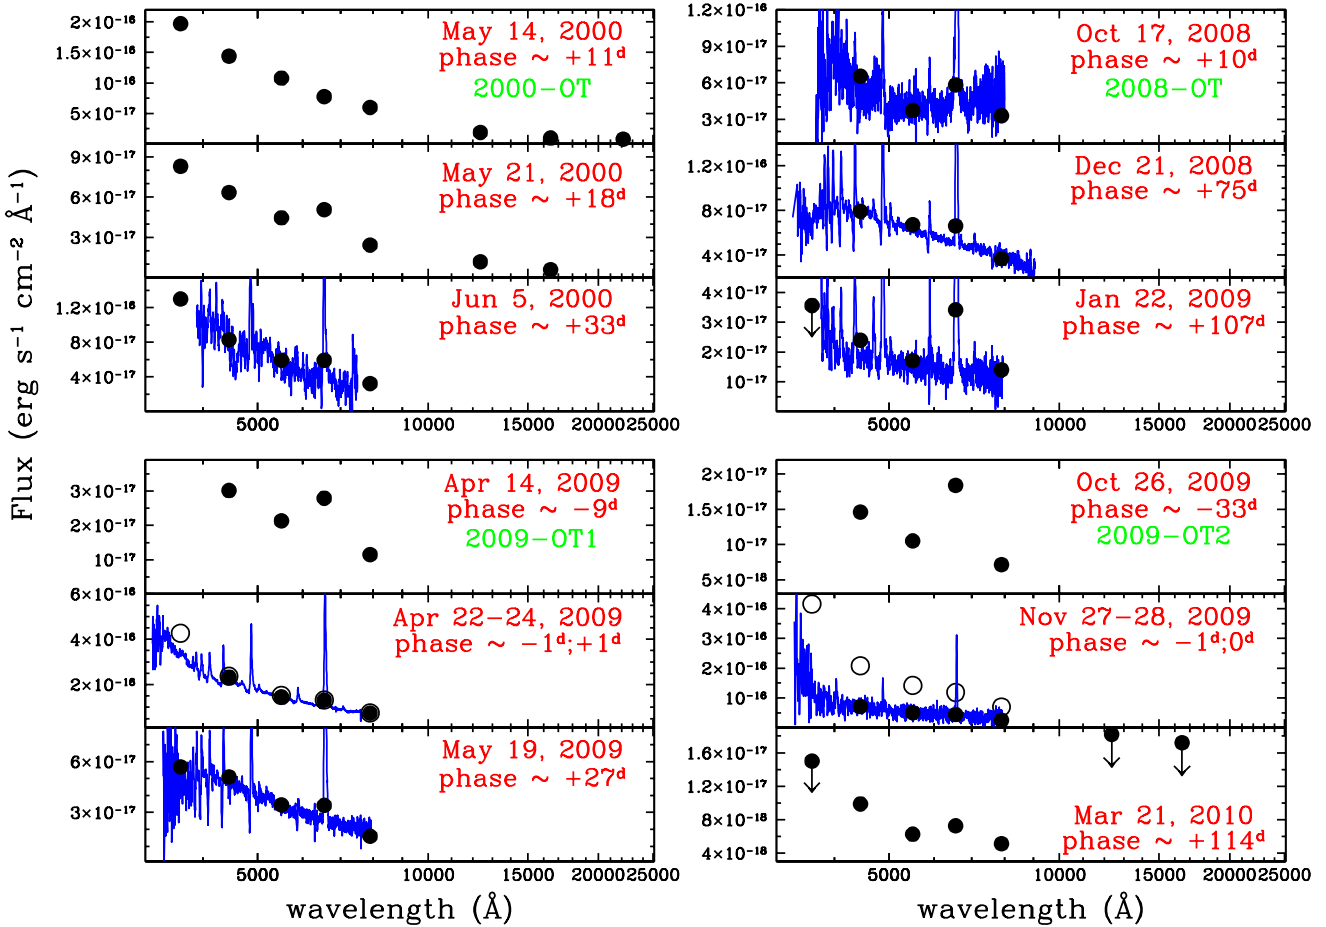 Flux (erg s⁻¹ cm⁻² Å⁻¹)
2×10⁻¹⁶
1.5×10⁻¹⁶
10⁻¹⁶
5×10⁻¹⁷
May 14, 2000
phase ~ +11ᵈ
2000-OT
9×10⁻¹⁷
6×10⁻¹⁷
3×10⁻¹⁷
May 21, 2000
phase ~ +18ᵈ
1.2×10⁻¹⁶
8×10⁻¹⁷
4×10⁻¹⁷
Jun 5, 2000
phase ~ +33ᵈ
5000 10000 15000 20000 25000
1.2×10⁻¹⁶
9×10⁻¹⁷
6×10⁻¹⁷
3×10⁻¹⁷
Oct 17, 2008
phase ~ +10ᵈ
2008-OT
1.2×10⁻¹⁶
8×10⁻¹⁷
4×10⁻¹⁷
Dec 21, 2008
phase ~ +75ᵈ
4×10⁻¹⁷
3×10⁻¹⁷
2×10⁻¹⁷
10⁻¹⁷
Jan 22, 2009
phase ~ +107ᵈ
5000 10000 15000 20000 25000
3×10⁻¹⁷
2×10⁻¹⁷
10⁻¹⁷
Apr 14, 2009
phase ~ −9ᵈ
2009-OT1
6×10⁻¹⁶
4×10⁻¹⁶
2×10⁻¹⁶
Apr 22-24, 2009
phase ~ −1ᵈ;+1ᵈ
6×10⁻¹⁷
3×10⁻¹⁷
May 19, 2009
phase ~ +27ᵈ
5000 10000 15000 20000 25000
wavelength (Å)
2×10⁻¹⁷
1.5×10⁻¹⁷
10⁻¹⁷
5×10⁻¹⁸
Oct 26, 2009
phase ~ −33ᵈ
2009-OT2
4×10⁻¹⁶
3×10⁻¹⁶
2×10⁻¹⁶
10⁻¹⁶
Nov 27-28, 2009
phase ~ −1ᵈ;0ᵈ
1.6×10⁻¹⁷
1.2×10⁻¹⁷
8×10⁻¹⁸
4×10⁻¹⁸
Mar 21, 2010
phase ~ +114ᵈ
5000 10000 15000 20000 25000
wavelength (Å)